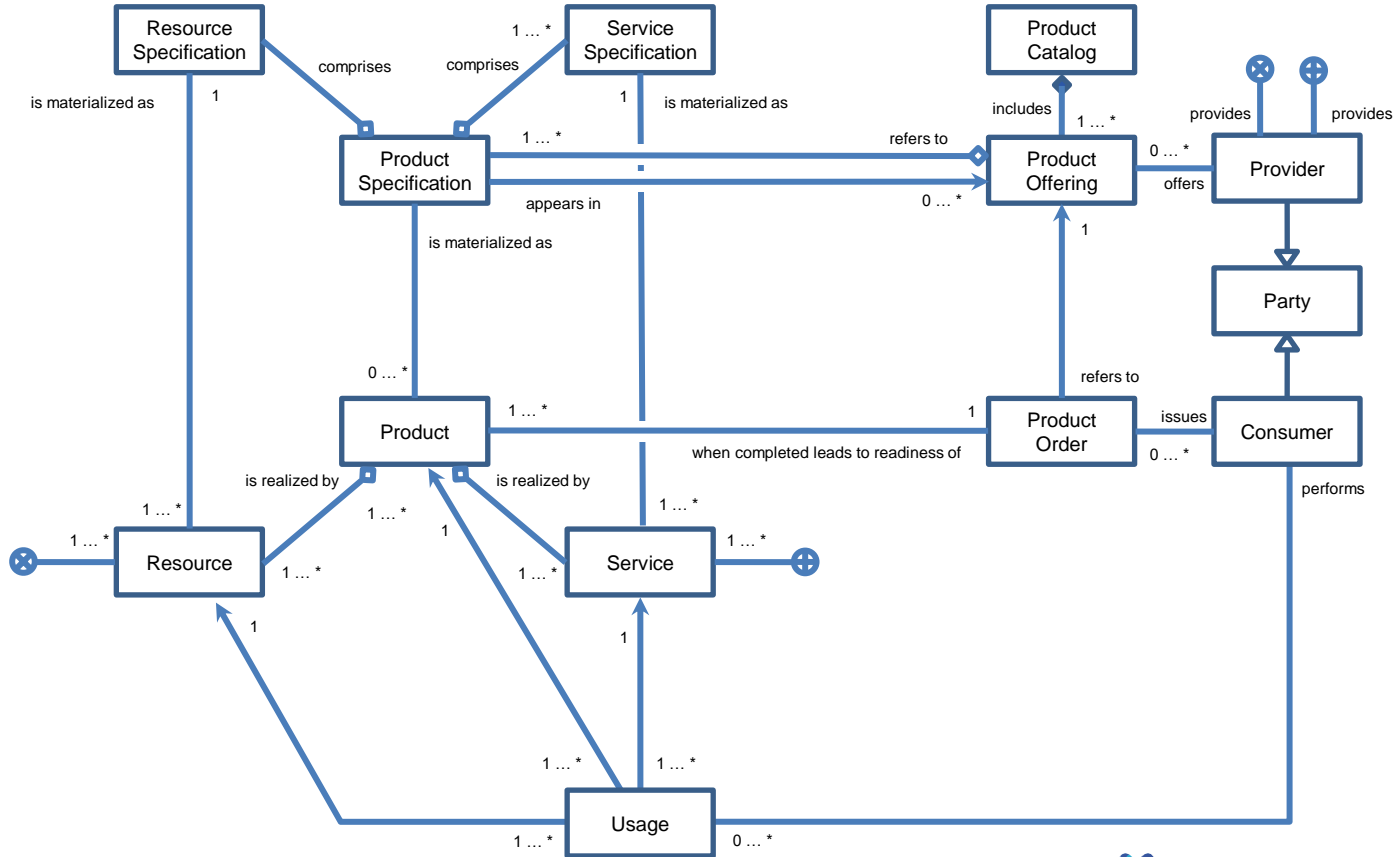 Resource
Specification
1 … *
Service
Specification
Product
Catalog
comprises
comprises
is materialized as
1
1
is materialized as
includes
provides
provides
1 … *
1 … *
refers to
Product
Specification
Product
Offering
0 … *
offers
Provider
appears in
0 … *
is materialized as
1
Party
0 … *
refers to
Product
1 … *
1
when completed leads to readiness of
Product
Order
issues
0 … *
Consumer
is realized by
is realized by
performs
1 … *
1 … *
1 … *
1
1 … *
1 … *
Resource
1 … *
1 … *
Service
1
1
1 … *
1 … *
Usage
1 … *
0 … *